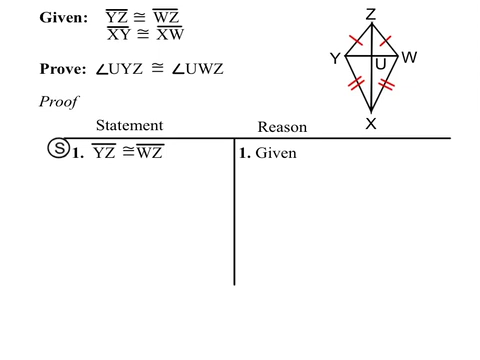 Given: YZ ≅ WZ
XY ≅ XW
Prove: ∠UYZ ≅ ∠UWZ
Proof
Statement Reason
Ⓢ 1. YZ ≅ WZ 1. Given
Z
Y U W
X